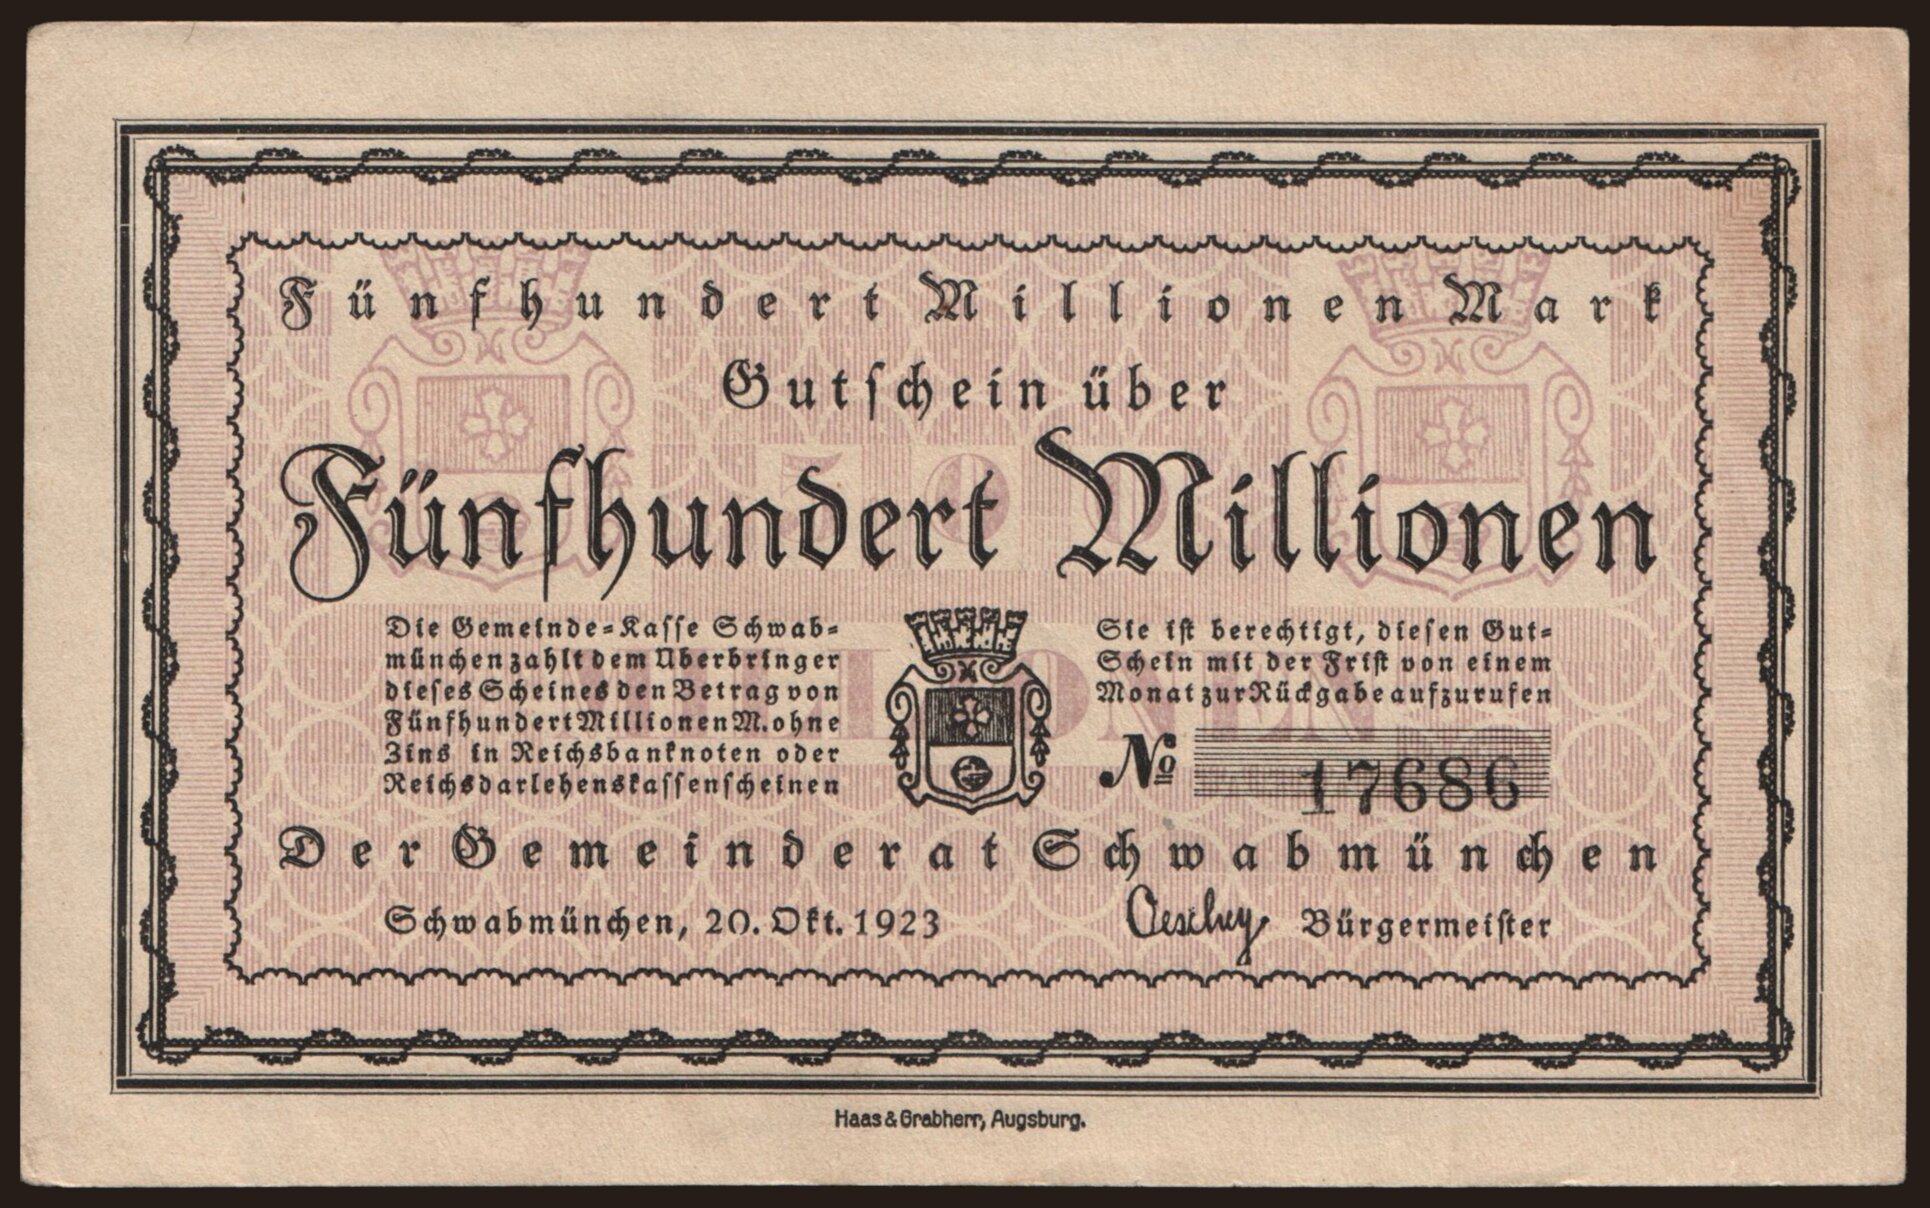 Fünfhundert Millionen Mark
Gutschein über
Fünfhundert Millionen
Die Gemeinde-Kasse Schwab-
münchen zahlt dem Überbringer
dieses Scheines den Betrag von
Fünfhundert Millionen M. ohne
Zins in Reichsbanknoten oder
Reichsdarlehenskassenscheinen
Sie ist berechtigt, diesen Gut-
Schein mit der Frist von einem
Monat zur Rückgabe aufzurufen
No 17686
Der Gemeinderat Schwabmünchen
Schwabmünchen, 20. Okt. 1923
Bürgermeister
Haas & Grabherr, Augsburg.